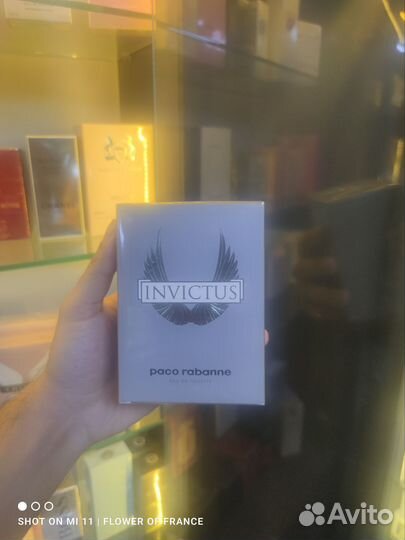 INVICTUS
paco rabanne
EAU DE TOILETTE
SHOT ON MI 11 | FLOWER OF FRANCE
Avito